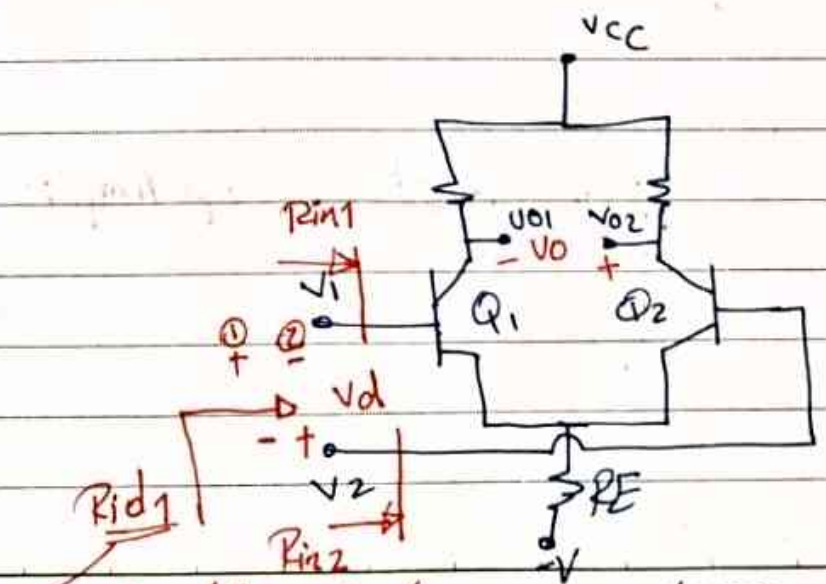 VCC
Rin1
VO1 VO2
- VO +
V1
Q1 Q2
① ②
+ -
Vd
- +
V2
Rid1
RE
Rin2
-V